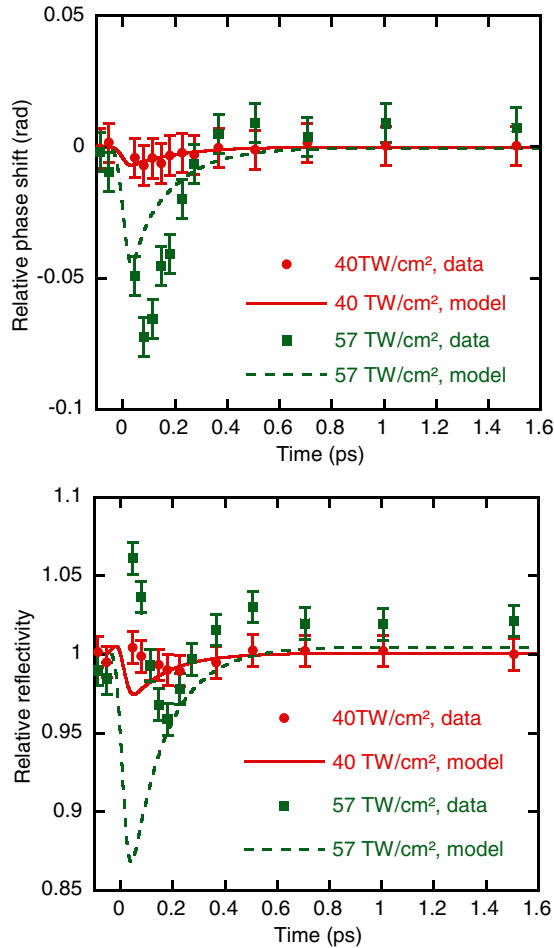 0.05
0
-0.05
-0.1
Relative phase shift (rad)
40TW/cm², data
40 TW/cm², model
57 TW/cm², data
57 TW/cm², model
0 0.2 0.4 0.6 0.8 1 1.2 1.4 1.6
Time (ps)
1.1
1.05
1
0.95
0.9
0.85
Relative reflectivity
40TW/cm², data
40 TW/cm², model
57 TW/cm², data
57 TW/cm², model
0 0.2 0.4 0.6 0.8 1 1.2 1.4 1.6
Time (ps)